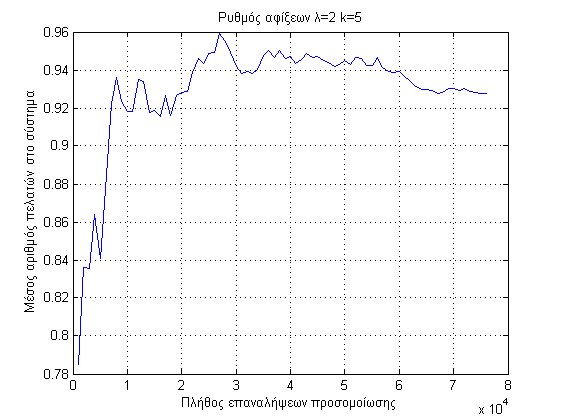 Ρυθμός αφίξεων λ=2 k=5
Μέσος αριθμός πελατών στο σύστημα
0.96
0.94
0.92
0.9
0.88
0.86
0.84
0.82
0.8
0.78
0 1 2 3 4 5 6 7 8
x 10^4
Πλήθος επαναλήψεων προσομοίωσης